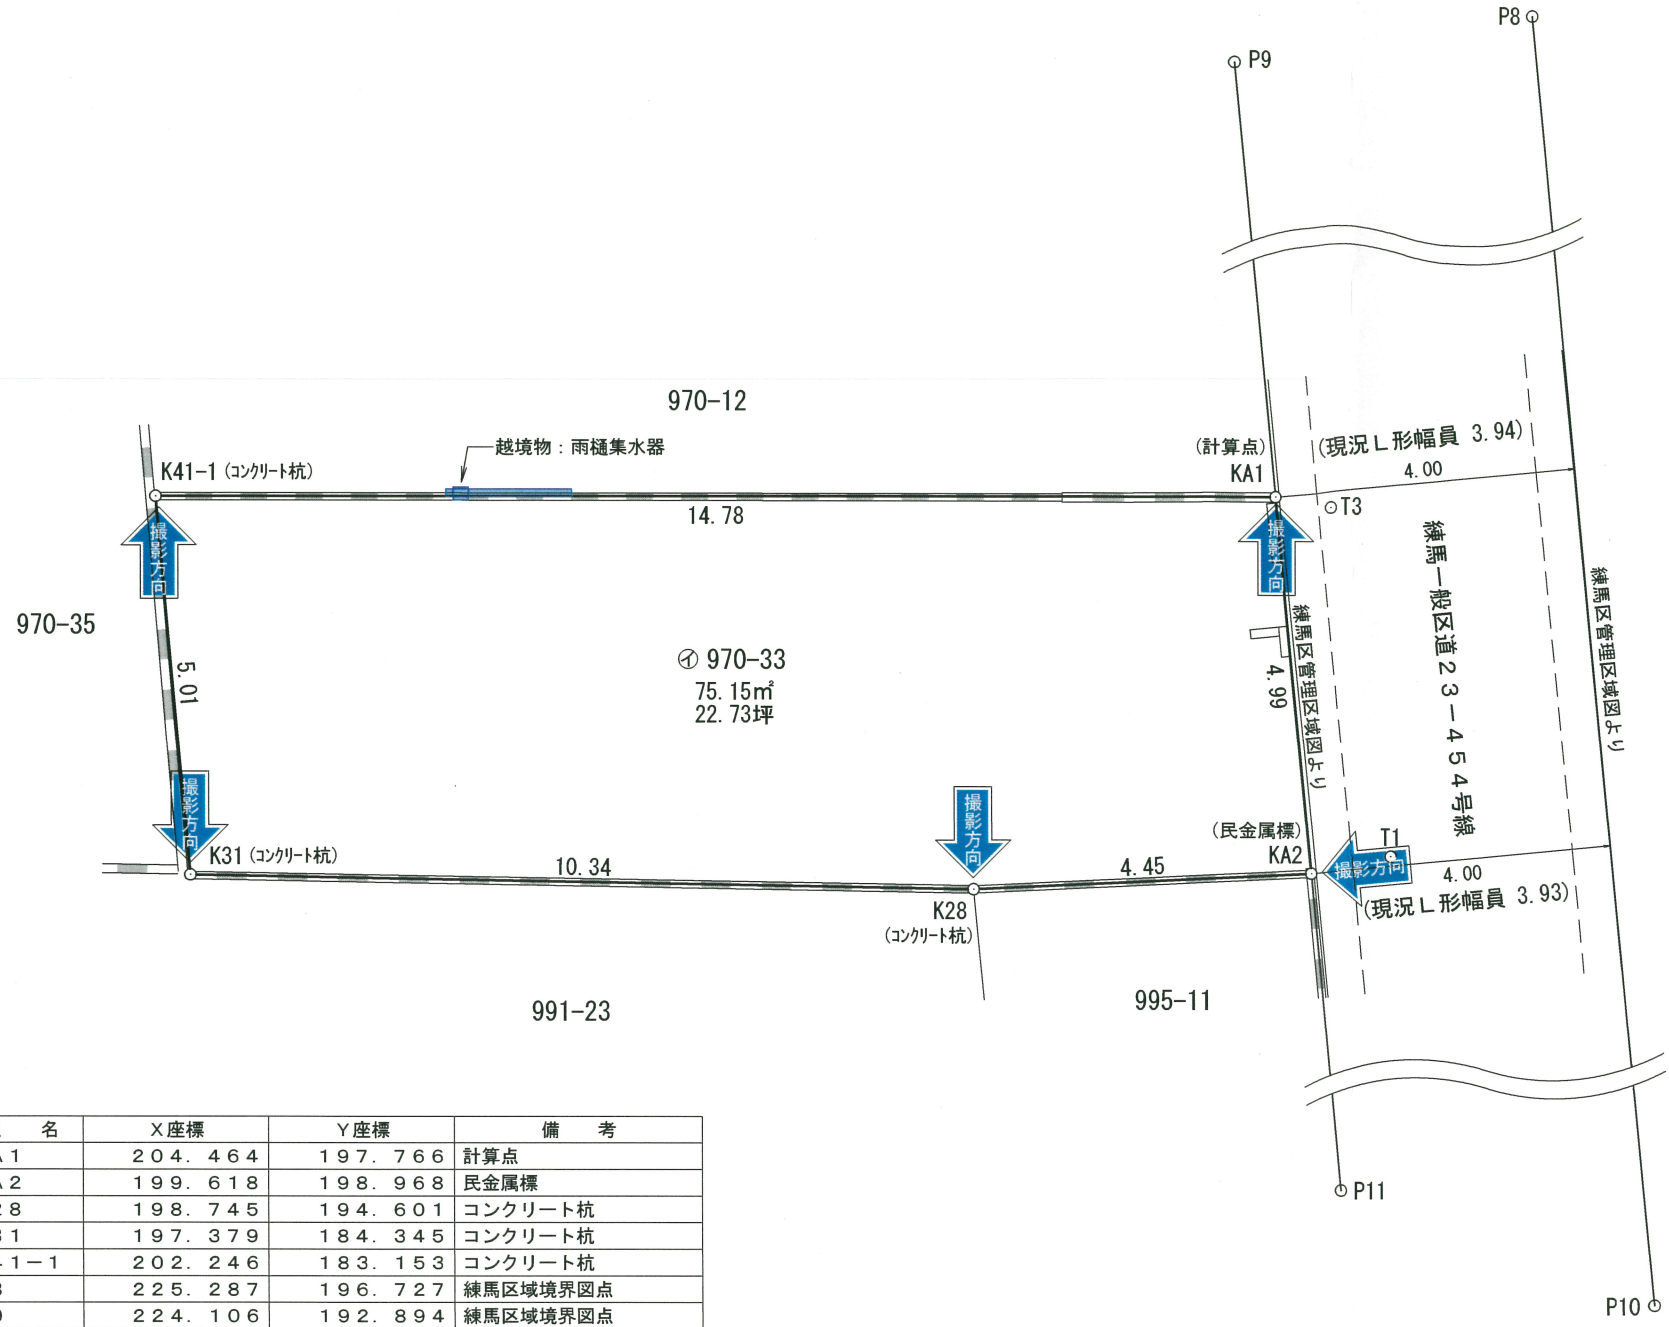 P8
P9
970-12
越境物：雨樋集水器
(計算点)
KA1
(現況Ｌ形幅員 3.94)
4.00
K41-1 (コンクリート杭)
14.78
T3
撮影方向
撮影方向
970-35
5.01
㋑ 970-33
75.15㎡
22.73坪
4.99
練馬区管理区域図より
練馬一般区道２３－４５４号線
練馬区管理区域図より
撮影方向
撮影方向
K31 (コンクリート杭)
10.34
K28
(コンクリート杭)
4.45
(民金属標)
KA2
T1
撮影方向
4.00
(現況Ｌ形幅員 3.93)
991-23
995-11
P11
P10
名 Ｘ座標 Ｙ座標 備 考
１ ２０４．４６４ １９７．７６６ 計算点
２ １９９．６１８ １９８．９６８ 民金属標
８ １９８．７４５ １９４．６０１ コンクリート杭
１ １９７．３７９ １８４．３４５ コンクリート杭
１－１ ２０２．２４６ １８３．１５３ コンクリート杭
２２５．２８７ １９６．７２７ 練馬区域境界図点
２２４．１０６ １９２．８９４ 練馬区域境界図点